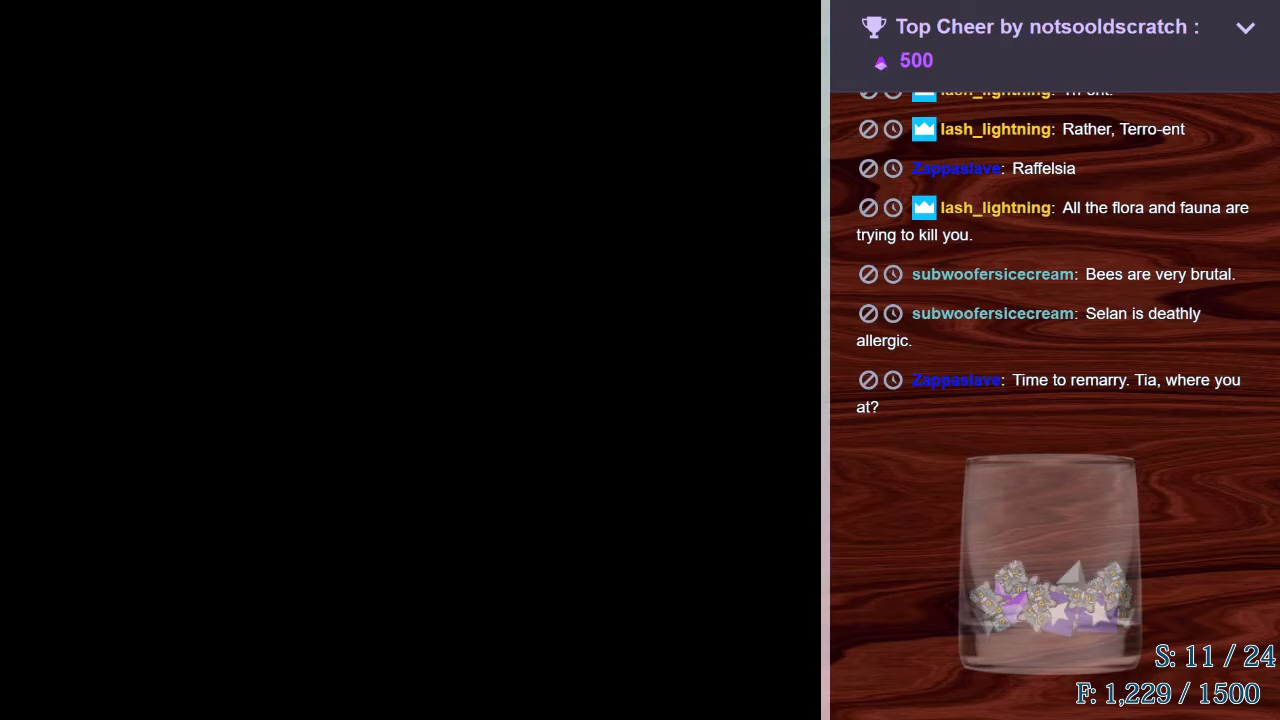 Top Cheer by notsooldscratch :
500
lash_lightning:
lash_lightning: Rather, Terro-ent
Zappaslave: Raffelsia
lash_lightning: All the flora and fauna are
trying to kill you.
subwoofersicecream: Bees are very brutal.
subwoofersicecream: Selan is deathly
allergic.
Zappaslave: Time to remarry. Tia, where you
at?
S: 11 / 24
F: 1,229 / 1500